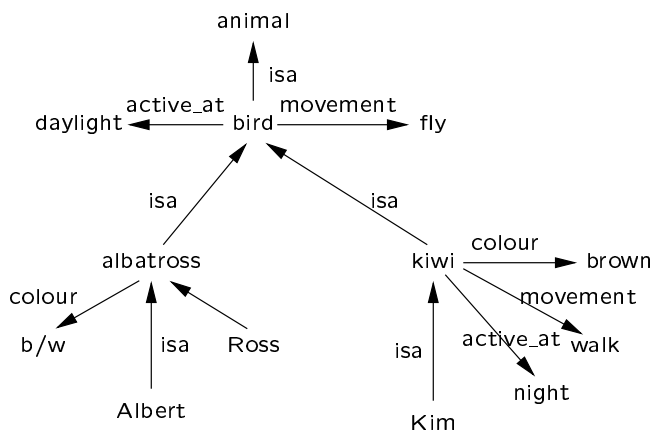 animal
isa
active_at
movement
daylight
bird
fly
isa
isa
albatross
kiwi
colour
brown
colour
movement
b/w
isa
Ross
isa
active_at
walk
night
Albert
Kim